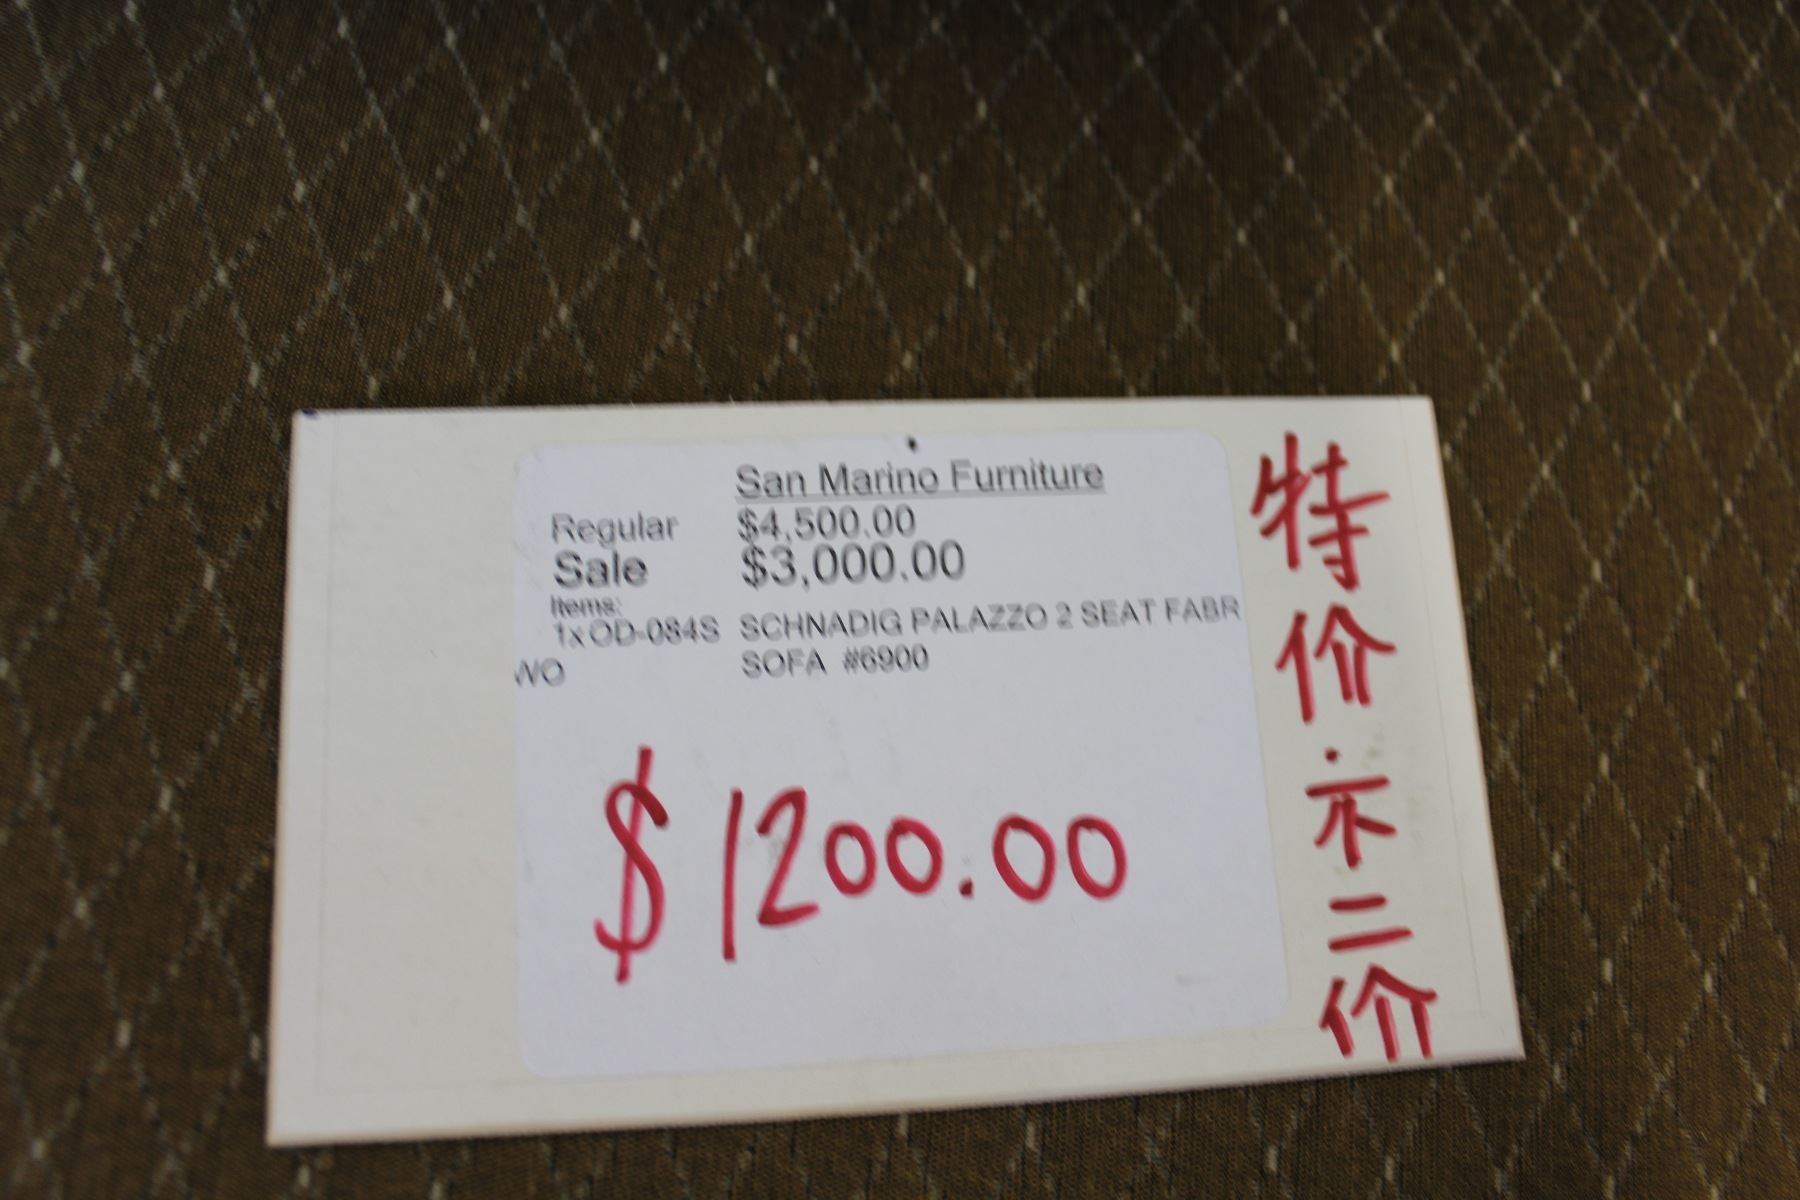 San Marino Furniture
Regular $4,500.00
Sale $3,000.00
Items:
1xOD-084S SCHNADIG PALAZZO 2 SEAT FABR
WO SOFA #6900
$1200.00
特价.不二价